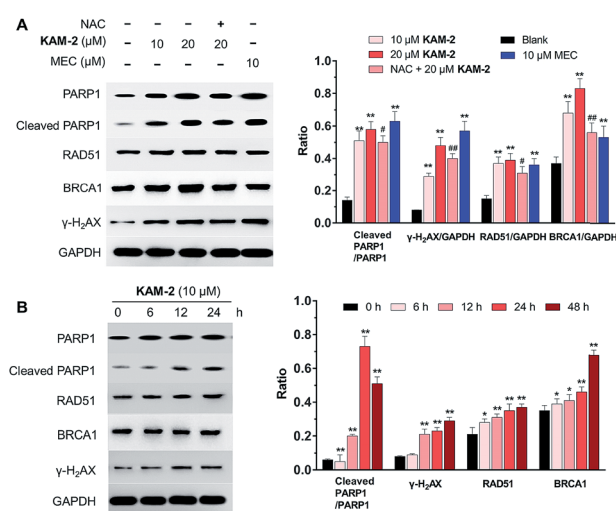 A
NAC – – – + –
KAM-2 (μM) – 10 20 20 –
MEC (μM) – – – – 10
PARP1
Cleaved PARP1
RAD51
BRCA1
γ-H₂AX
GAPDH
10 μM KAM-2
20 μM KAM-2
NAC + 20 μM KAM-2
Blank
10 μM MEC
Ratio
1.0
0.8
0.6
0.4
0.2
0.0
** ** # **
** ** ## **
** ** # **
** ** ## **
Cleaved PARP1 /PARP1
γ-H₂AX/GAPDH
RAD51/GAPDH
BRCA1/GAPDH
B
KAM-2 (10 μM)
0 6 12 24 h
PARP1
Cleaved PARP1
RAD51
BRCA1
γ-H₂AX
GAPDH
0 h 6 h 12 h 24 h 48 h
Ratio
1.0
0.8
0.6
0.4
0.2
0.0
** ** ** **
** ** **
* ** ** **
* * ** **
Cleaved PARP1 /PARP1
γ-H₂AX
RAD51
BRCA1